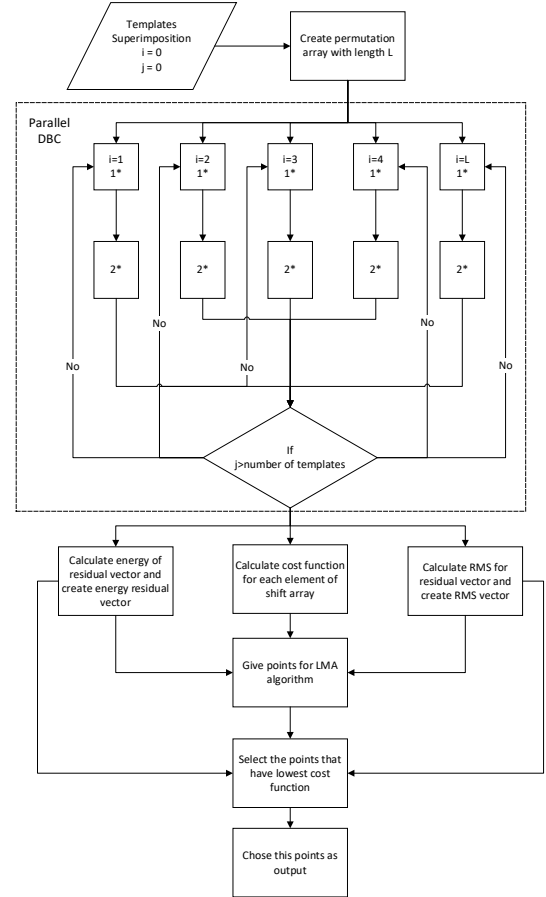 Templates
Superimposition
i = 0
j = 0
Create permutation
array with length L
Parallel
DBC
i=1
1*
i=2
1*
i=3
1*
i=4
1*
i=L
1*
2*
2*
2*
2*
2*
No
No
No
No
No
If
j>number of templates
Calculate energy of
residual vector and
create energy residual
vector
Calculate cost function
for each element of
shift array
Calculate RMS for
residual vector and
create RMS vector
Give points for LMA
algorithm
Select the points that
have lowest cost
function
Chose this points as
output